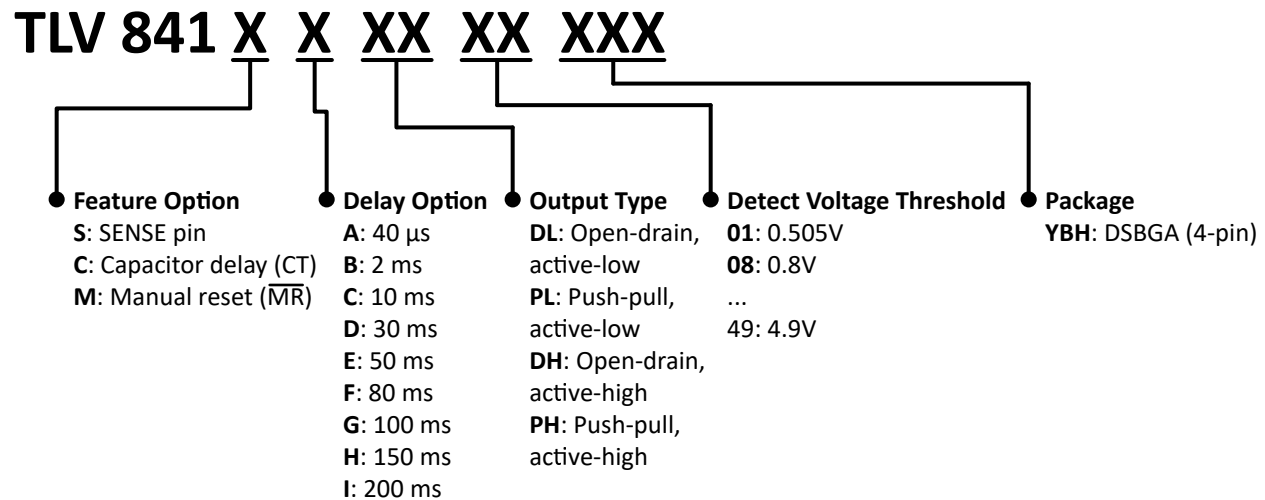 TLV 841 X X XX XX XXX
Feature Option
S: SENSE pin
C: Capacitor delay (CT)
M: Manual reset (M̅R̅)
Delay Option
A: 40 µs
B: 2 ms
C: 10 ms
D: 30 ms
E: 50 ms
F: 80 ms
G: 100 ms
H: 150 ms
I: 200 ms
Output Type
DL: Open-drain,
active-low
PL: Push-pull,
active-low
DH: Open-drain,
active-high
PH: Push-pull,
active-high
Detect Voltage Threshold
01: 0.505V
08: 0.8V
...
49: 4.9V
Package
YBH: DSBGA (4-pin)